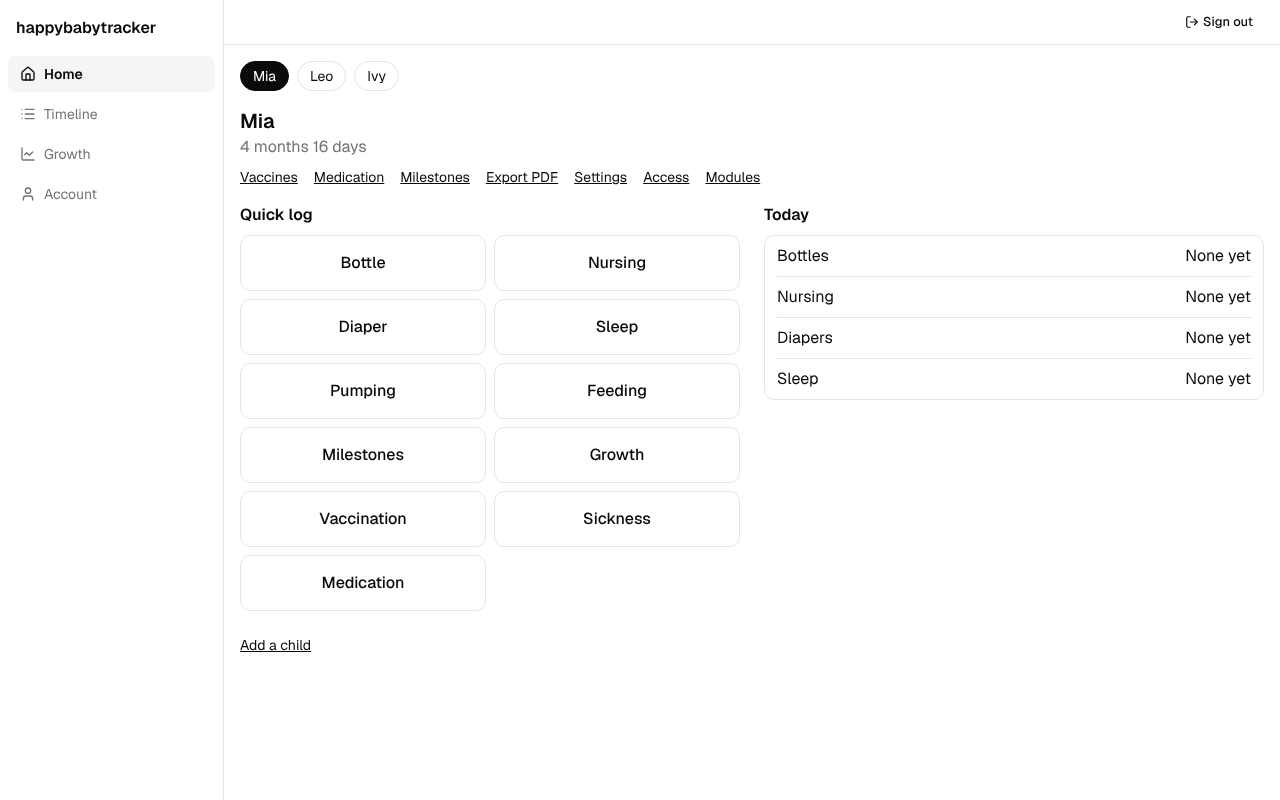 happybabytracker
Sign out
Home
Timeline
Growth
Account
Mia Leo Ivy
Mia
4 months 16 days
Vaccines Medication Milestones Export PDF Settings Access Modules
Quick log
Bottle Nursing
Diaper Sleep
Pumping Feeding
Milestones Growth
Vaccination Sickness
Medication
Add a child
Today
Bottles None yet
Nursing None yet
Diapers None yet
Sleep None yet